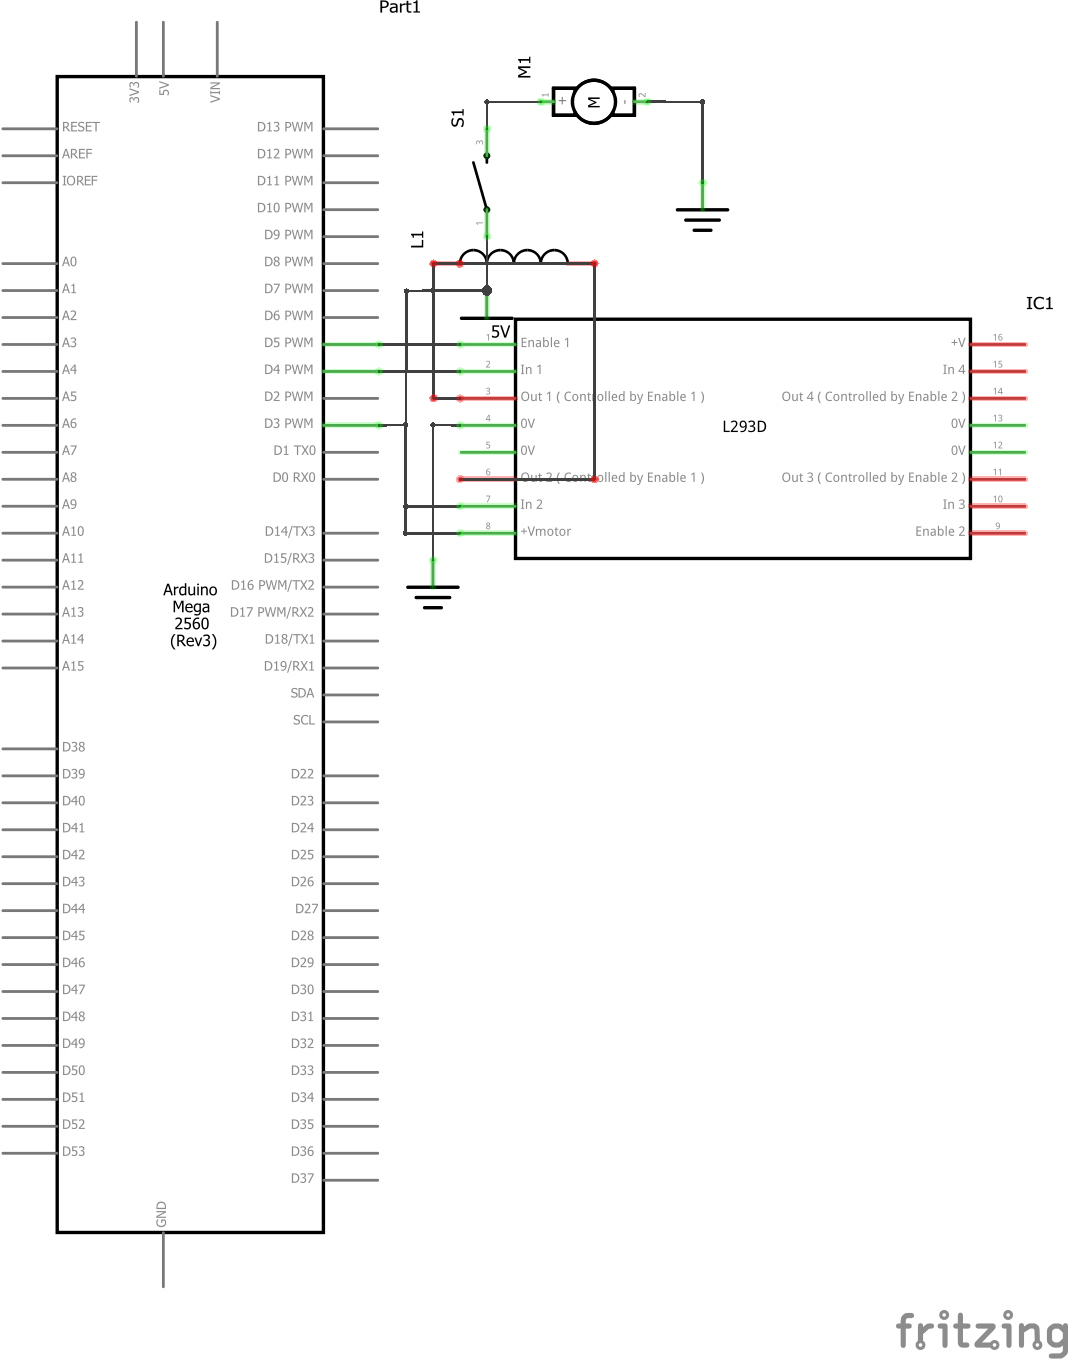 Part1
3V3
5V
VIN
RESET
AREF
IOREF
A0
A1
A2
A3
A4
A5
A6
A7
A8
A9
A10
A11
A12
A13
A14
A15
D38
D39
D40
D41
D42
D43
D44
D45
D46
D47
D48
D49
D50
D51
D52
D53
GND
Arduino
Mega
2560
(Rev3)
D13 PWM
D12 PWM
D11 PWM
D10 PWM
D9 PWM
D8 PWM
D7 PWM
D6 PWM
D5 PWM
D4 PWM
D2 PWM
D3 PWM
D1 TX0
D0 RX0
D14/TX3
D15/RX3
D16 PWM/TX2
D17 PWM/RX2
D18/TX1
D19/RX1
SDA
SCL
D22
D23
D24
D25
D26
D27
D28
D29
D30
D31
D32
D33
D34
D35
D36
D37
M1
1
+
M
-
2
S1
3
1
L1
5V
IC1
L293D
1 Enable 1
2 In 1
3 Out 1 ( Controlled by Enable 1 )
4 0V
5 0V
6 Out 2 ( Controlled by Enable 1 )
7 In 2
8 +Vmotor
+V 16
In 4 15
Out 4 ( Controlled by Enable 2 ) 14
0V 13
0V 12
Out 3 ( Controlled by Enable 2 ) 11
In 3 10
Enable 2 9
fritzing